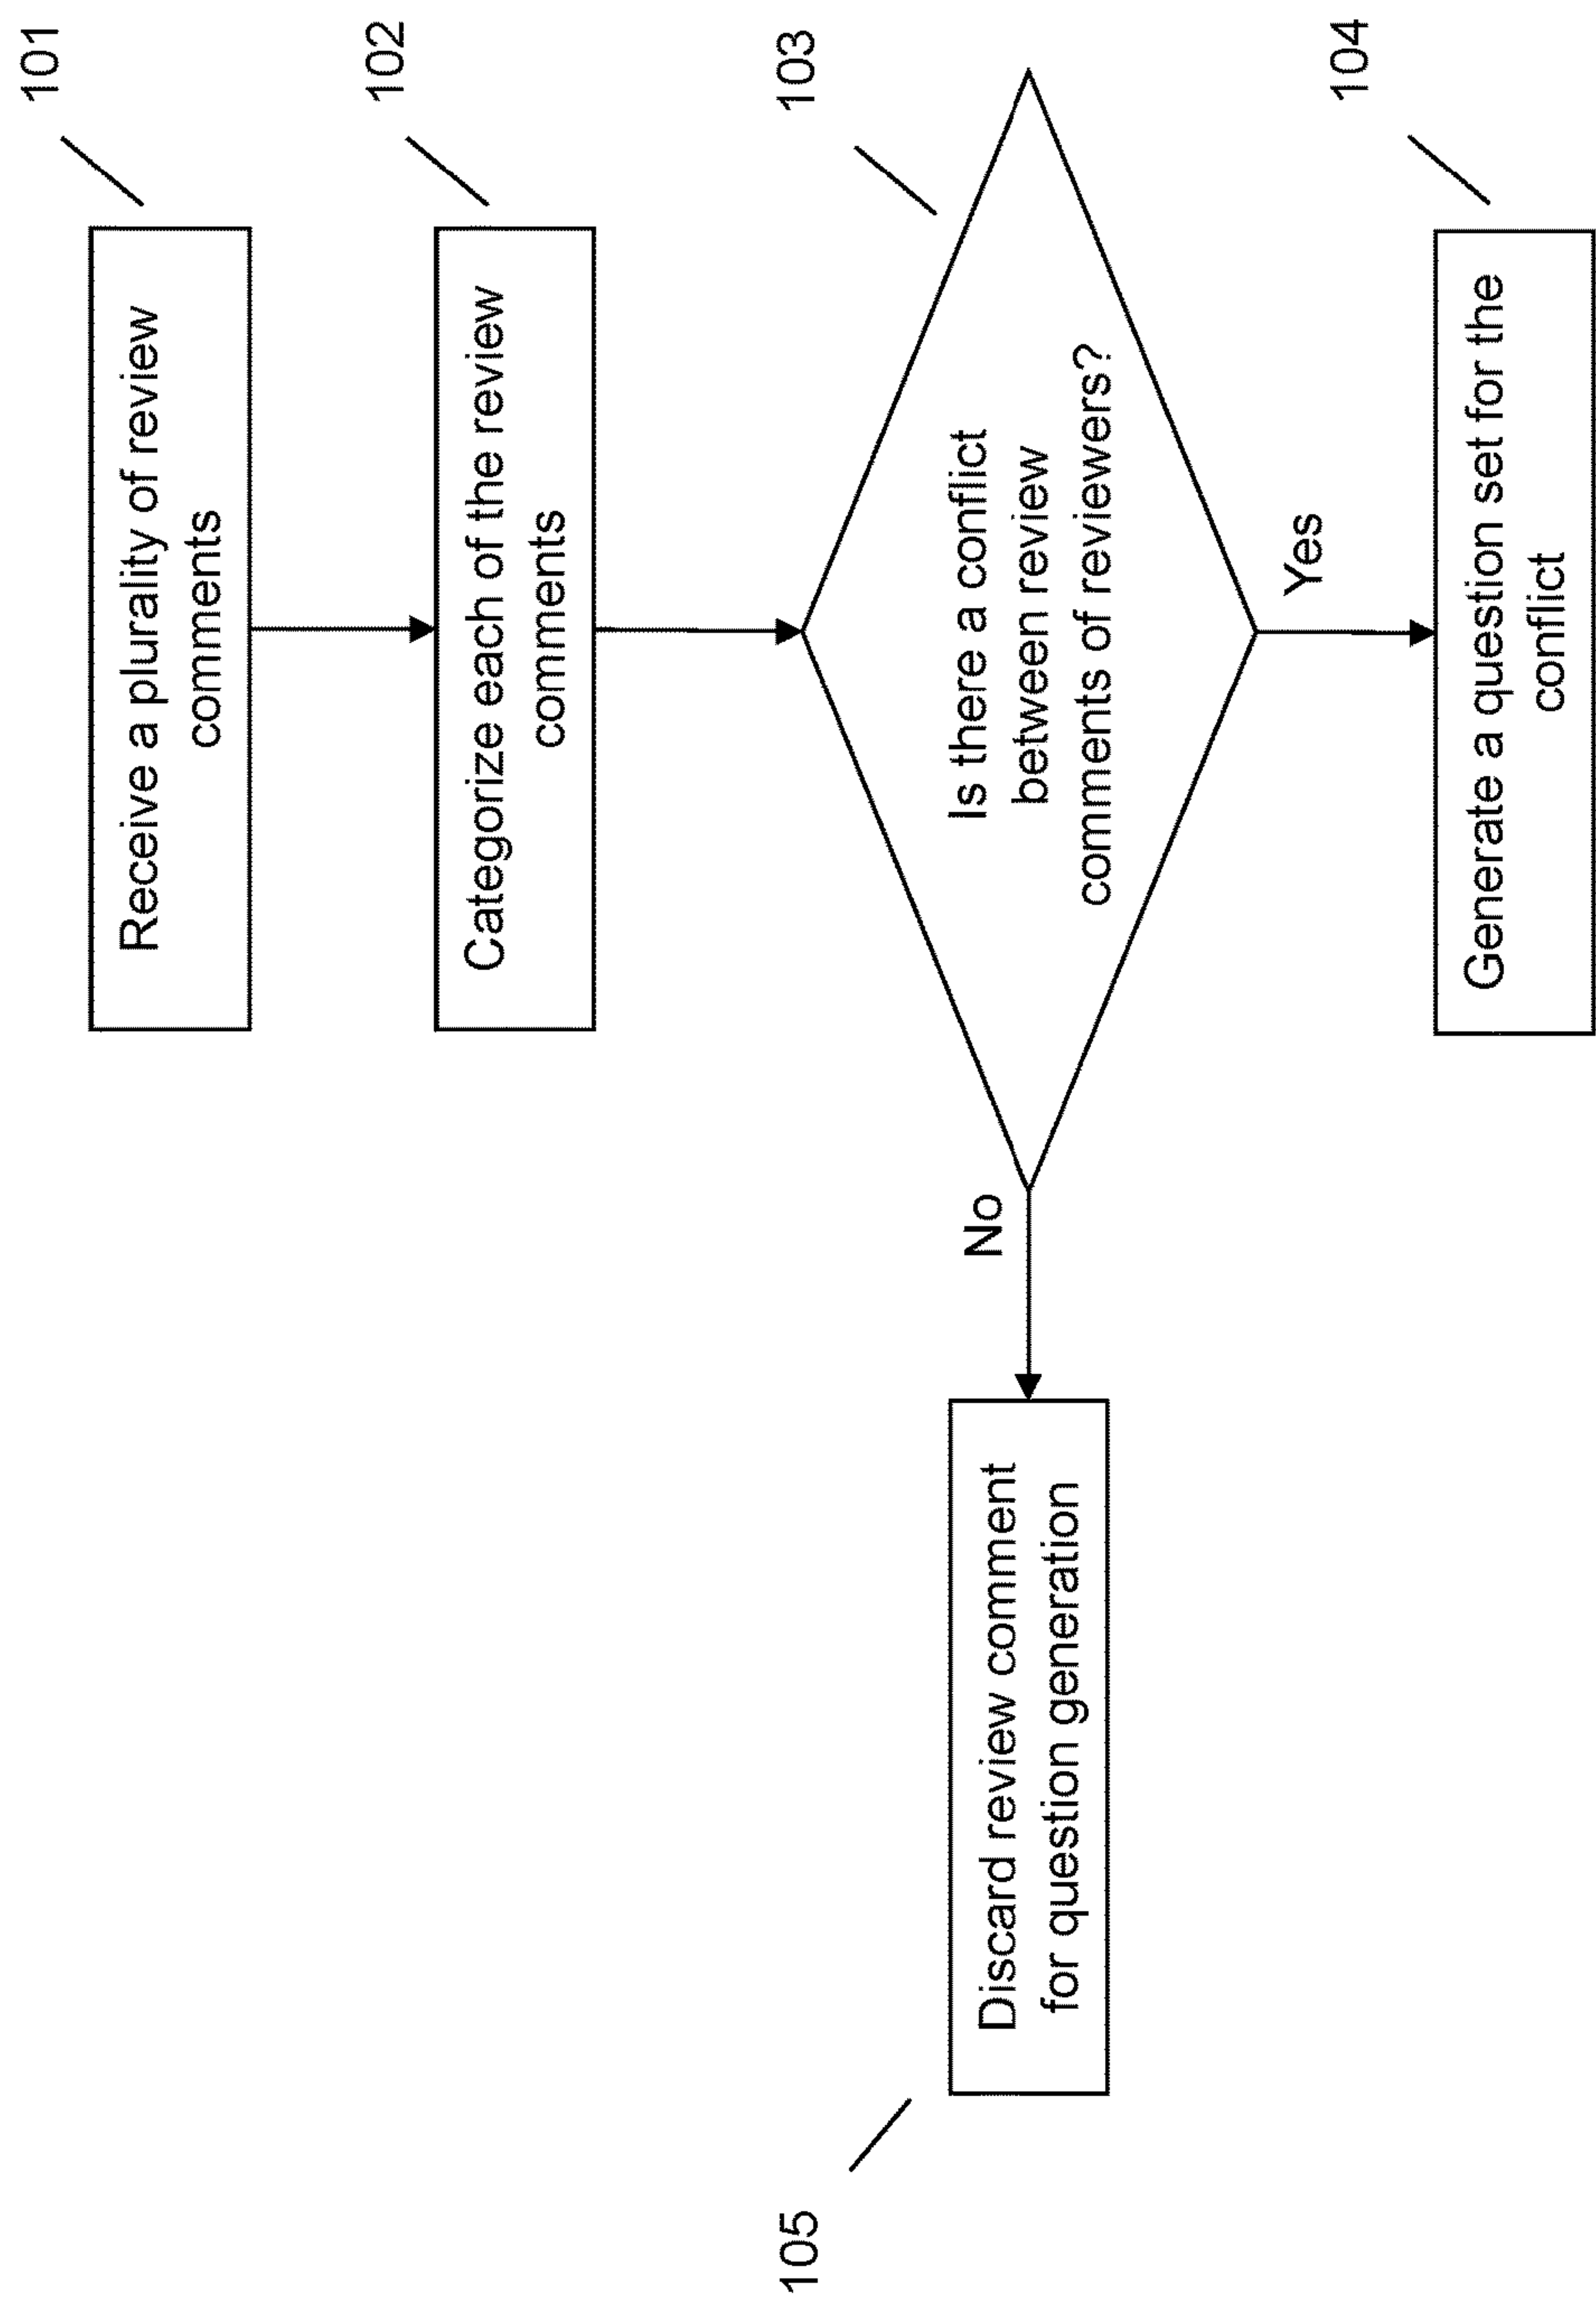 101
Receive a plurality of review
comments
102
Categorize each of the review
comments
103
Is there a conflict
between review
comments of reviewers?
No
Yes
105
Discard review comment
for question generation
104
Generate a question set for the
conflict